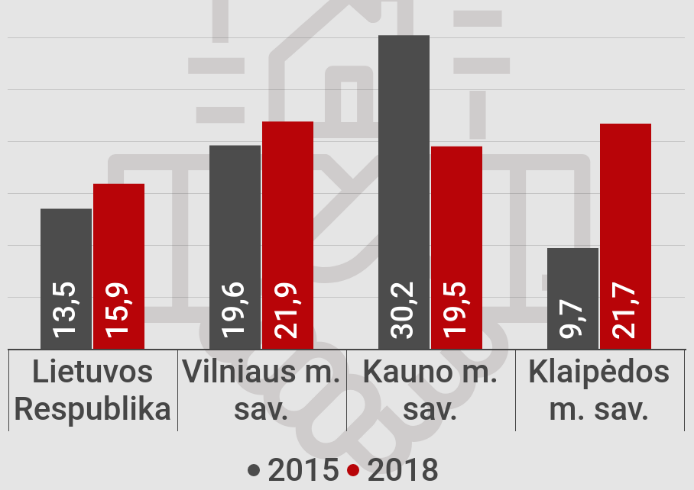 13,5
15,9
19,6
21,9
30,2
19,5
9,7
21,7
Lietuvos
Respublika
Vilniaus m.
sav.
Kauno m.
sav.
Klaipėdos
m. sav.
2015 2018